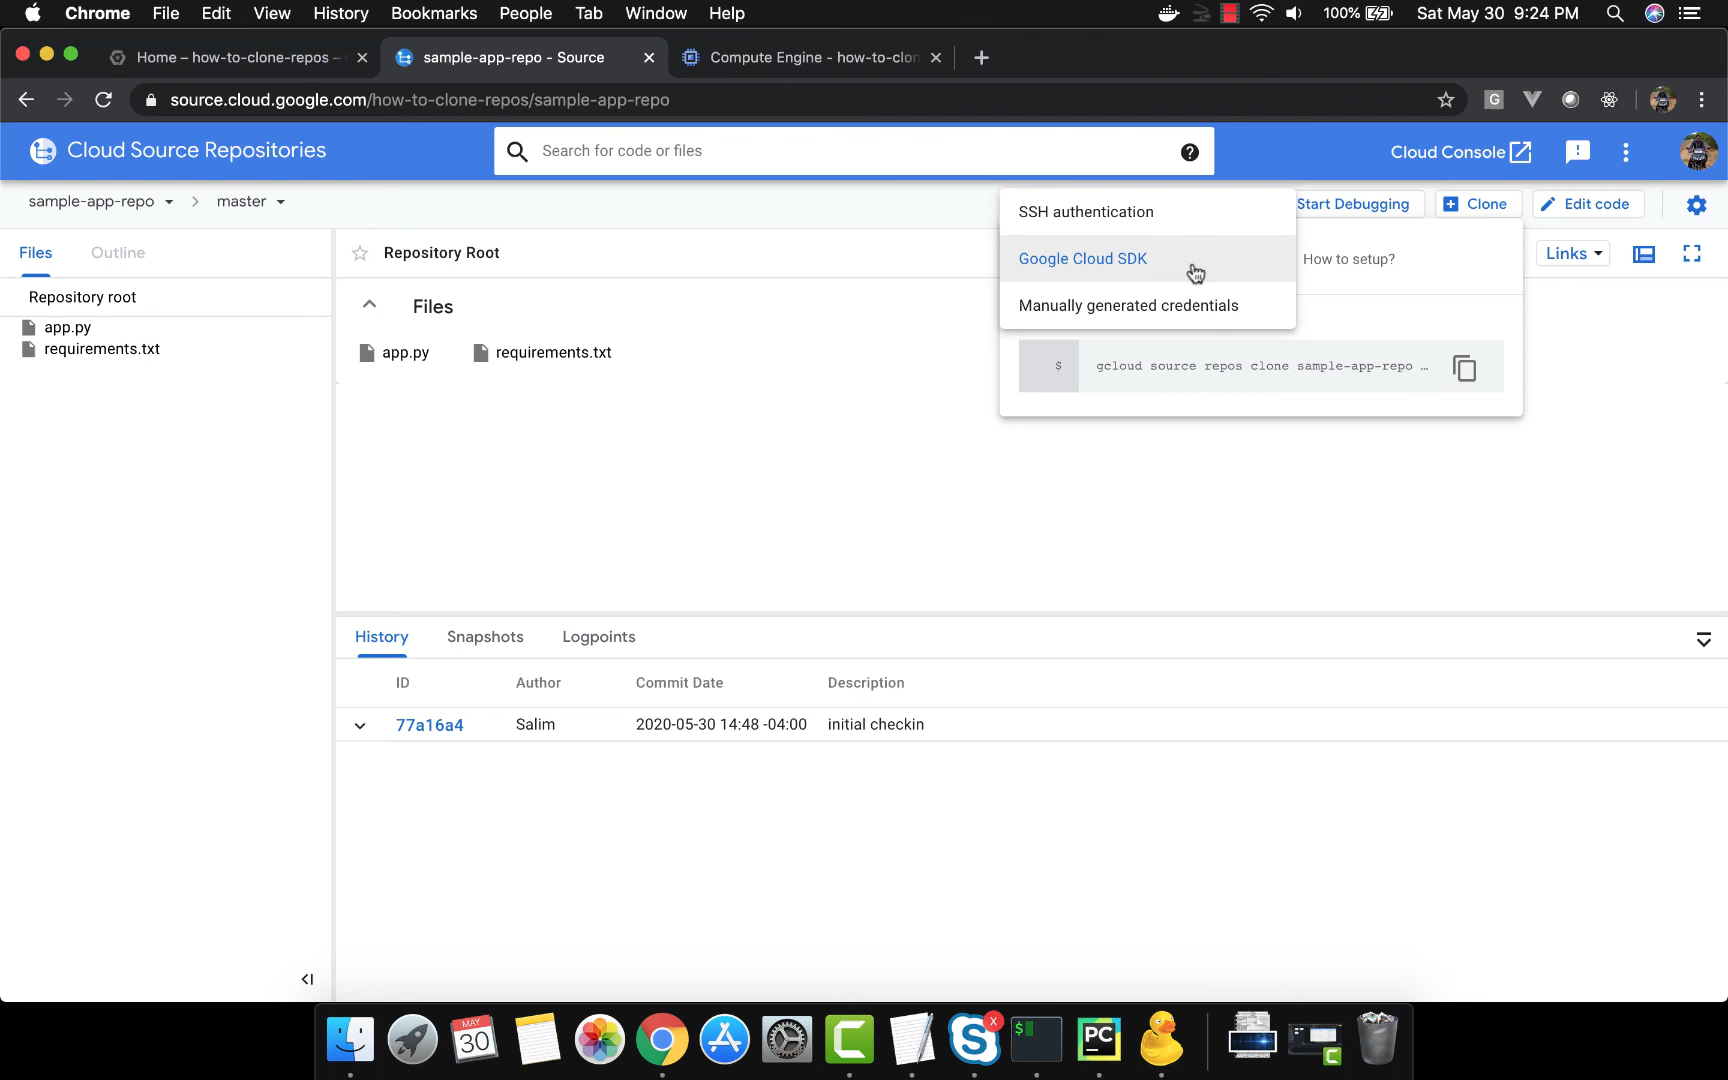 Chrome File Edit View History Bookmarks People Tab Window Help
100% Sat May 30 9:24 PM
Home – how-to-clone-repos –
sample-app-repo - Source
Compute Engine - how-to-clon
source.cloud.google.com/how-to-clone-repos/sample-app-repo
G
Cloud Source Repositories
Search for code or files
?
Cloud Console
sample-app-repo
master
SSH authentication
Start Debugging
Clone
Edit code
Files
Outline
Repository Root
Google Cloud SDK
How to setup?
Links
Repository root
Files
Manually generated credentials
app.py
requirements.txt
app.py
requirements.txt
$ gcloud source repos clone sample-app-repo …
History
Snapshots
Logpoints
ID Author Commit Date Description
77a16a4 Salim 2020-05-30 14:48 -04:00 initial checkin
MAY
30
S
x
$
PC
C